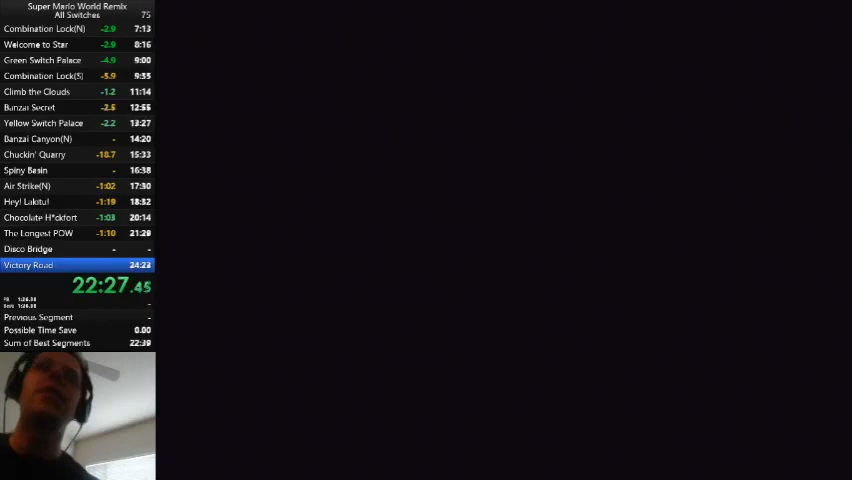 Super Mario World Remix
All Switches 75
Combination Lock(N) -2.9 7:13
Welcome to Star -2.9 8:16
Green Switch Palace -4.9 9:00
Combination Lock(S) -5.9 9:35
Climb the Clouds -1.2 11:14
Banzai Secret -2.5 12:55
Yellow Switch Palace -2.2 13:27
Banzai Canyon(N) - 14:20
Chuckin' Quarry -18.7 15:33
Spiny Basin - 16:38
Air Strike(N) -1:02 17:30
Hey! Lakitu! -1:19 18:32
Chocolate H*ckfort -1:03 20:14
The Longest POW -1:10 21:29
Disco Bridge - -
Victory Road 24:23
22:27.45
Previous Segment -
Possible Time Save 0.00
Sum of Best Segments 22:39